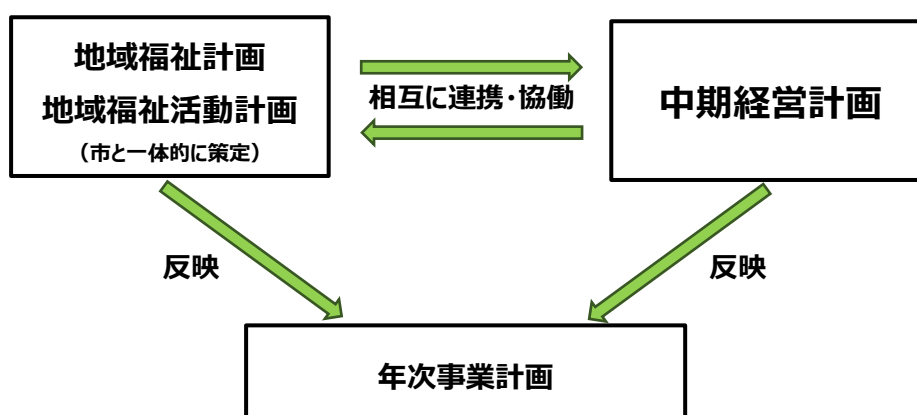 地域福祉計画
地域福祉活動計画
（市と一体的に策定）
相互に連携・協働
中期経営計画
反映
反映
年次事業計画